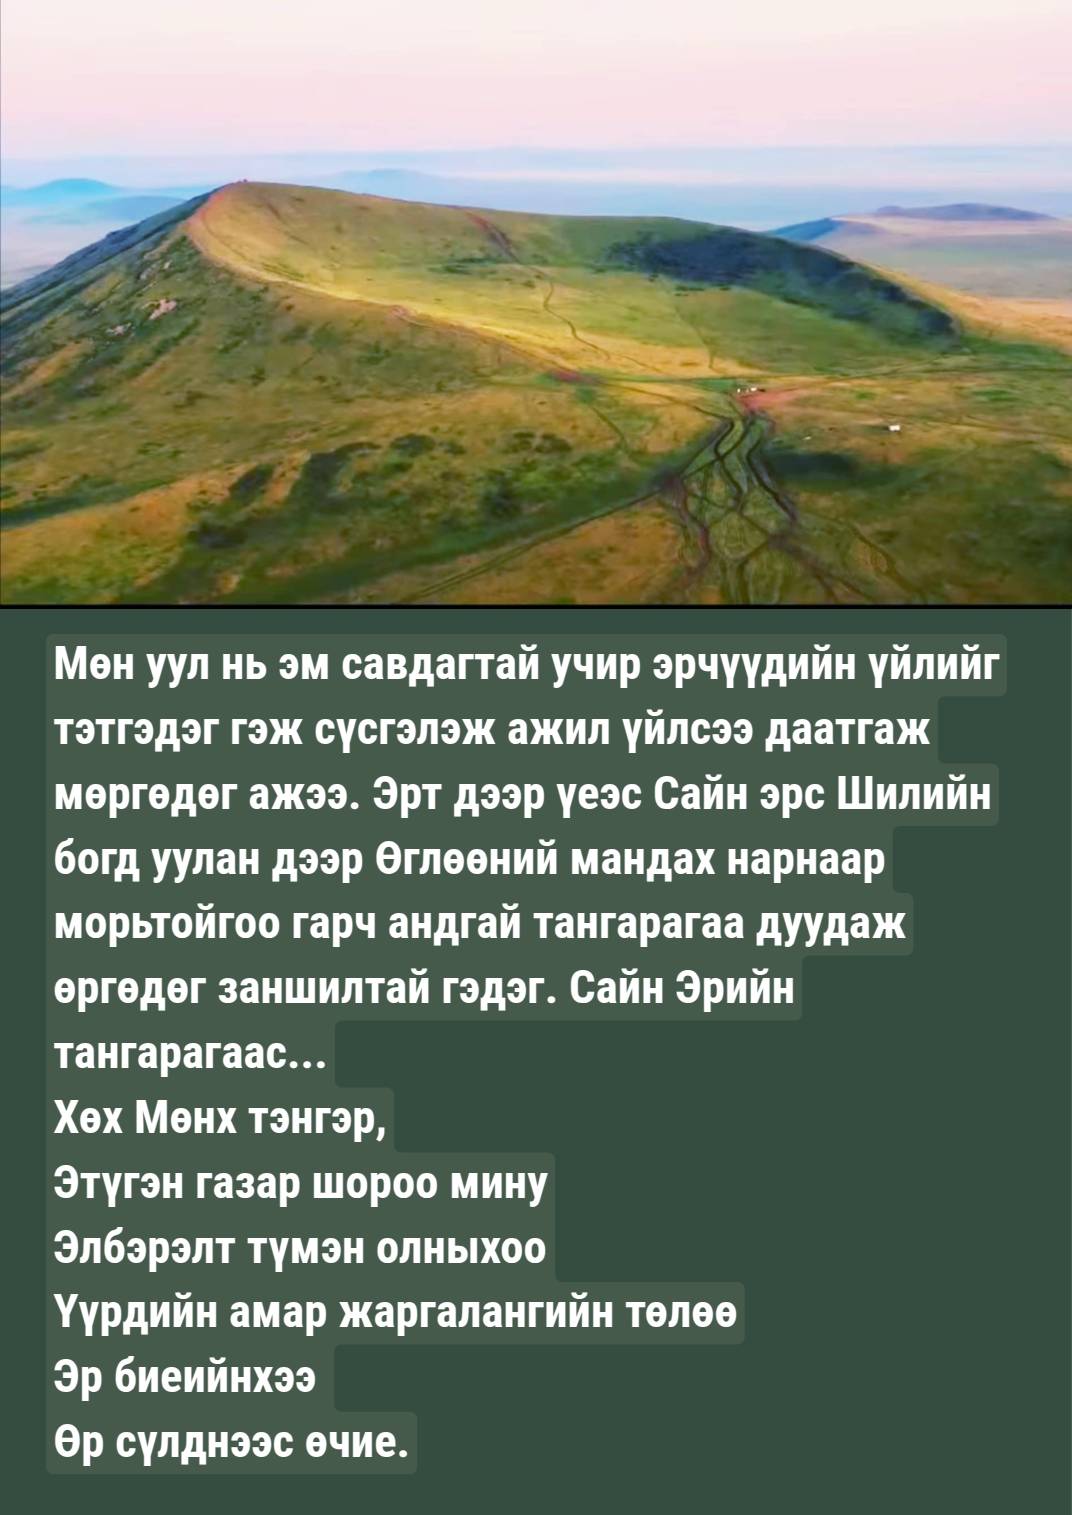 Мөн уул нь эм савдагтай учир эрчүүдийн үйлийг
тэтгэдэг гэж сүсгэлэж ажил үйлсээ даатгаж
мөргөдөг ажээ. Эрт дээр үеэс Сайн эрс Шилийн
богд уулан дээр Өглөөний мандах нарнаар
морьтойгоо гарч андгай тангарагаа дуудаж
өргөдөг заншилтай гэдэг. Сайн Эрийн
тангарагаас...
Хөх Мөнх тэнгэр,
Этүгэн газар шороо мину
Элбэрэлт түмэн олныхоо
Үүрдийн амар жаргалангийн төлөө
Эр биеийнхээ
Өр сүлднээс өчие.